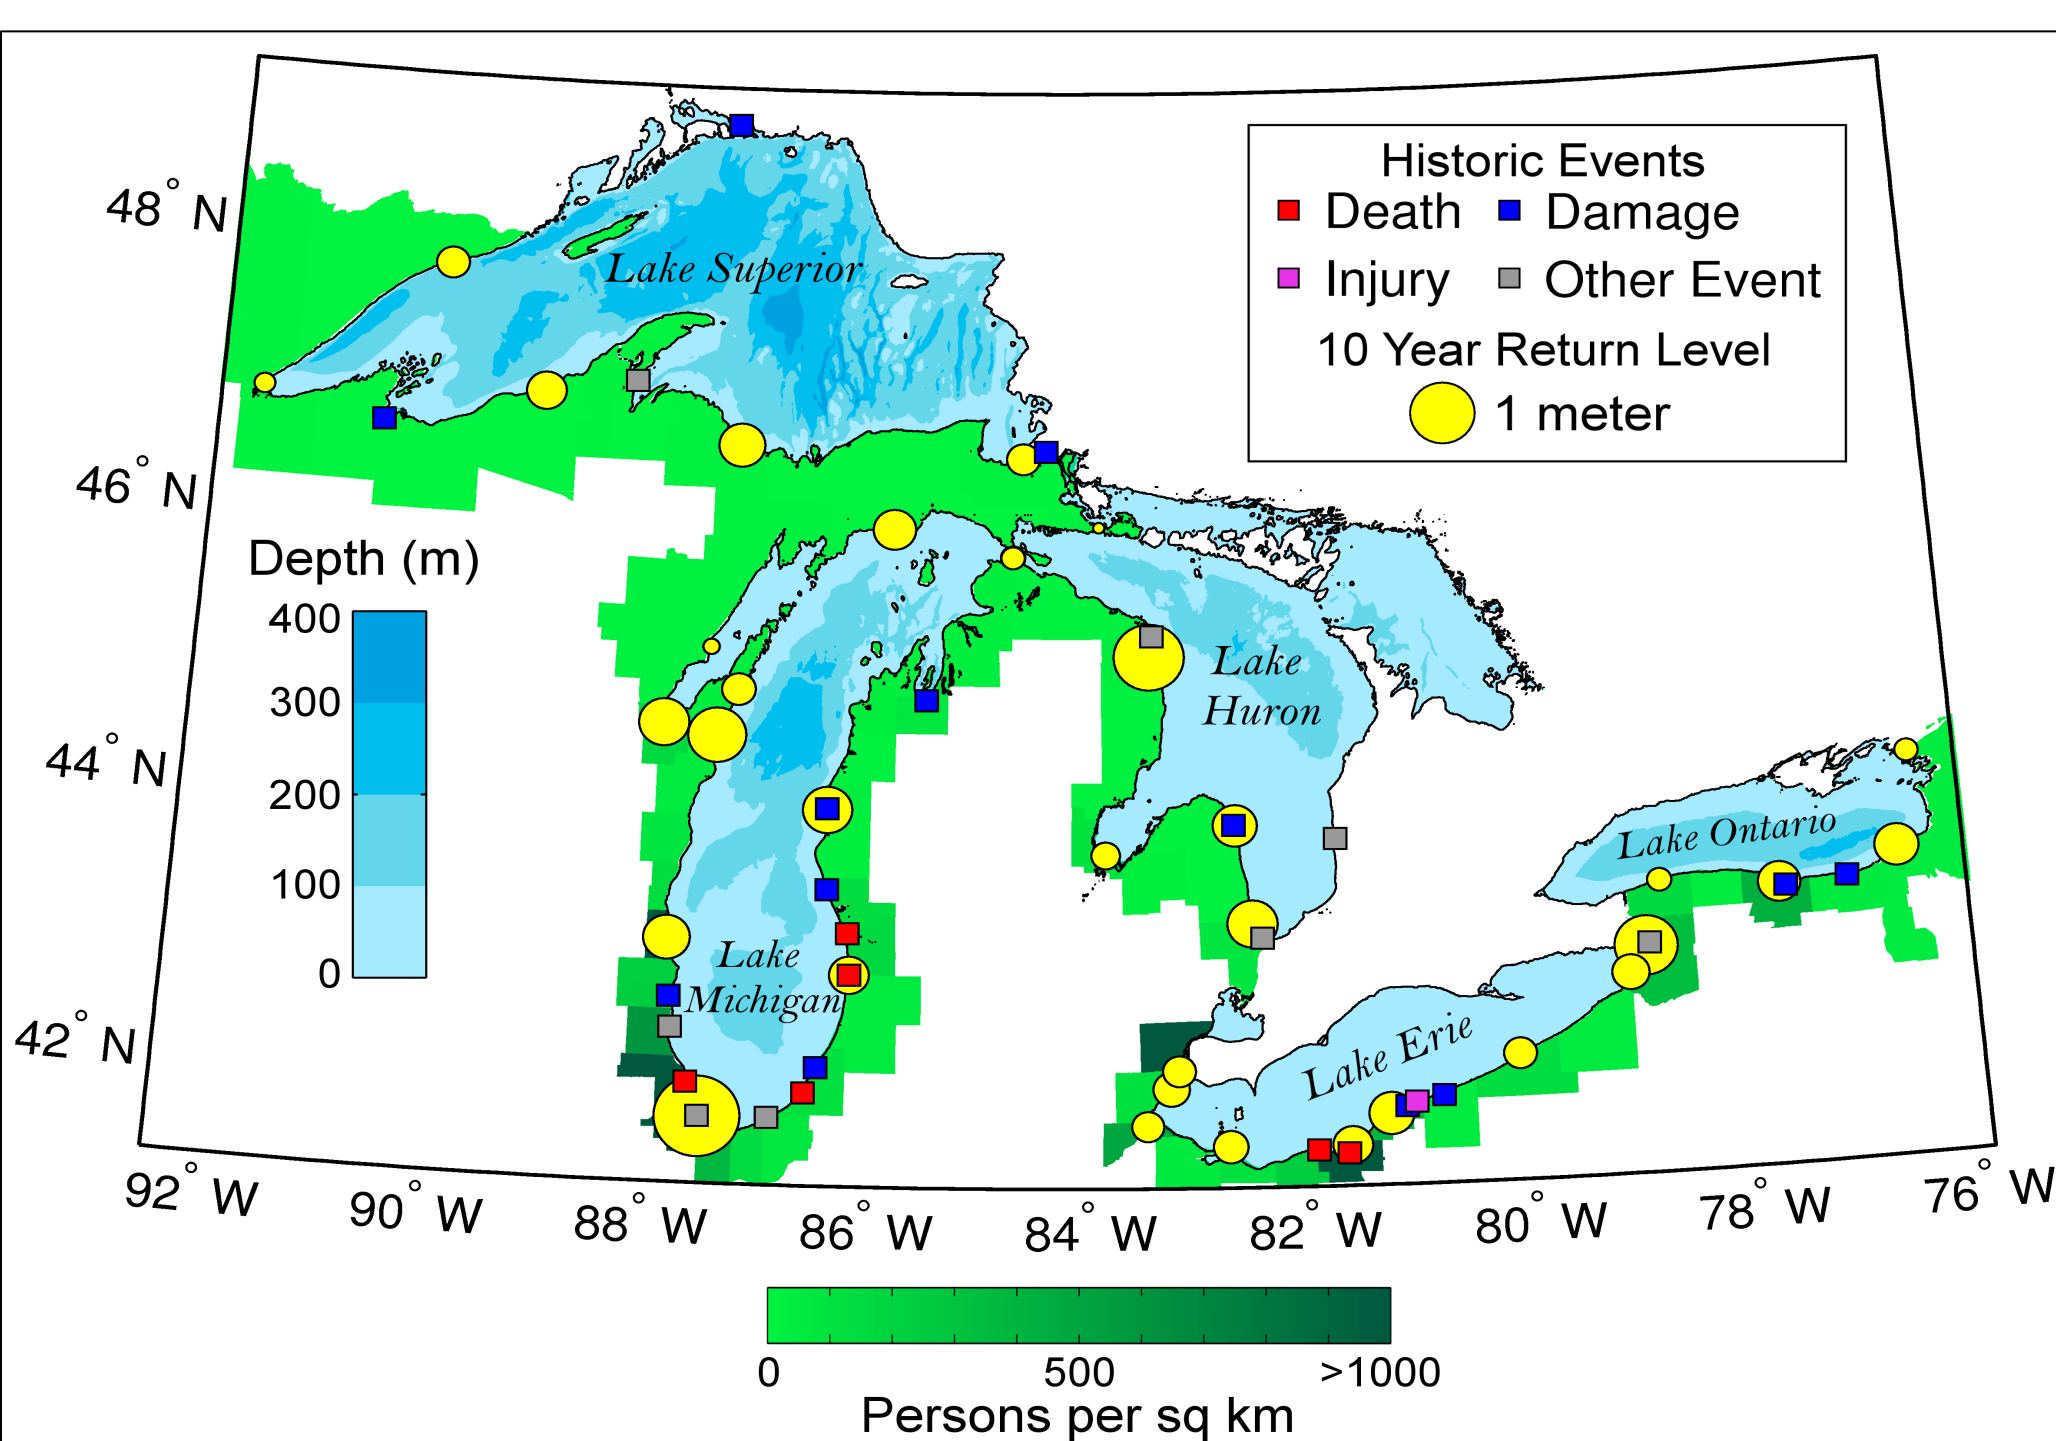 Historic Events
Death
Damage
Injury
Other Event
10 Year Return Level
1 meter
48° N
46° N
44° N
42° N
Lake Superior
Depth (m)
400
300
200
100
0
Lake
Huron
Lake Ontario
Lake
Michigan
Lake Erie
92° W
90° W
88° W
86° W
84° W
82° W
80° W
78° W
76° W
0
500
>1000
Persons per sq km